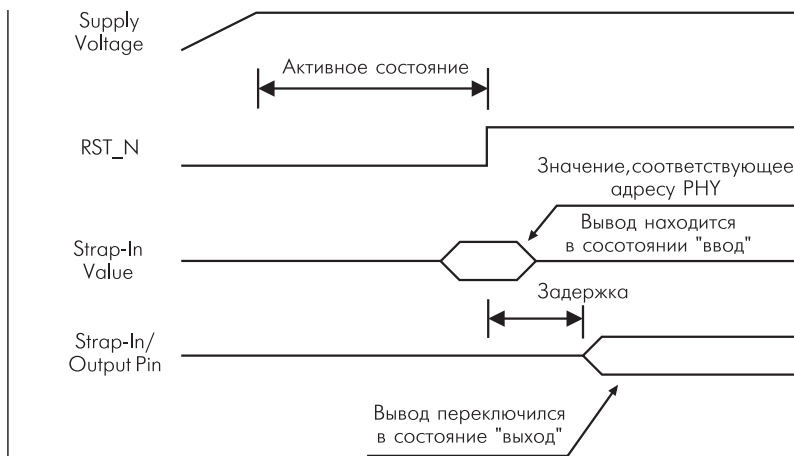 Supply
Voltage
Активное состояние
RST_N
Значение,соответствующее
адресу PHY
Вывод находится
в сосотоянии "ввод"
Strap-In
Value
Задержка
Strap-In/
Output Pin
Вывод переключился
в состояние "выход"